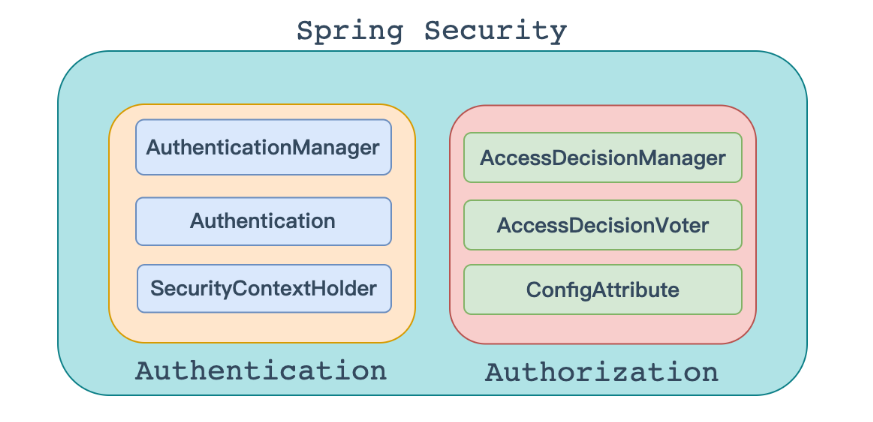 Spring Security
AuthenticationManager
Authentication
SecurityContextHolder
Authentication
AccessDecisionManager
AccessDecisionVoter
ConfigAttribute
Authorization